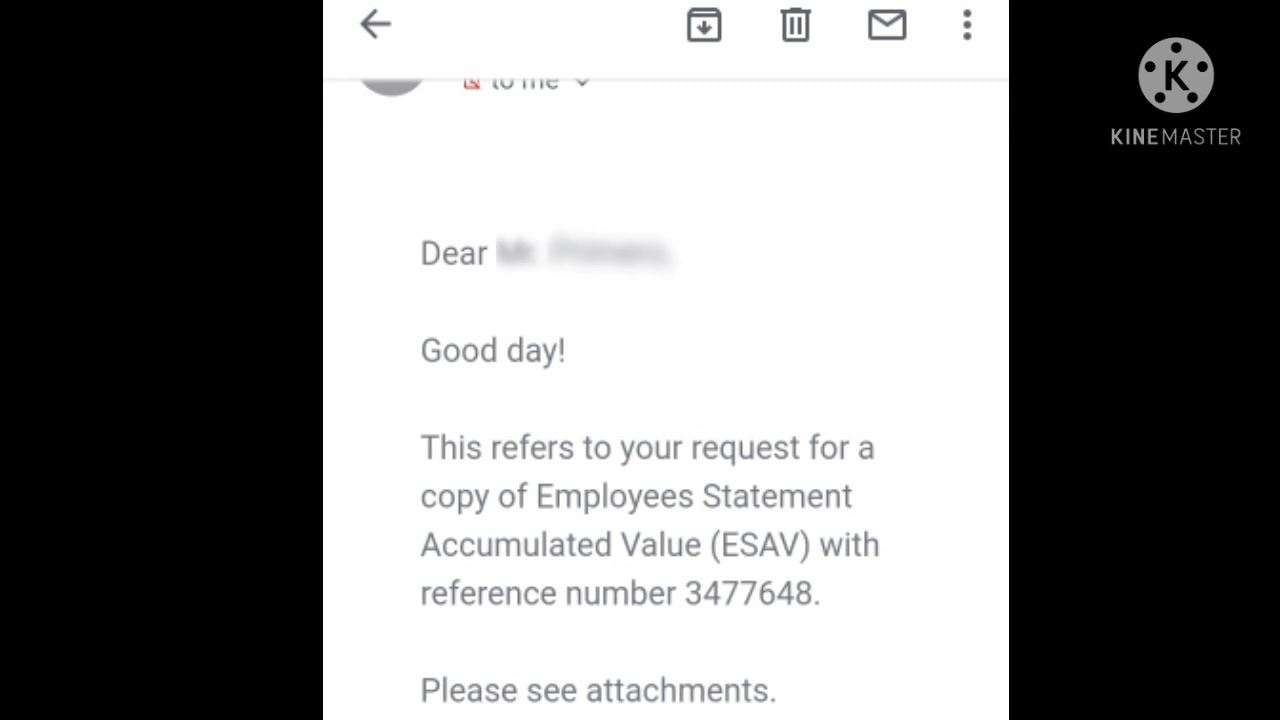 to me
K
KINEMASTER
Dear
Good day!
This refers to your request for a
copy of Employees Statement
Accumulated Value (ESAV) with
reference number 3477648.
Please see attachments.